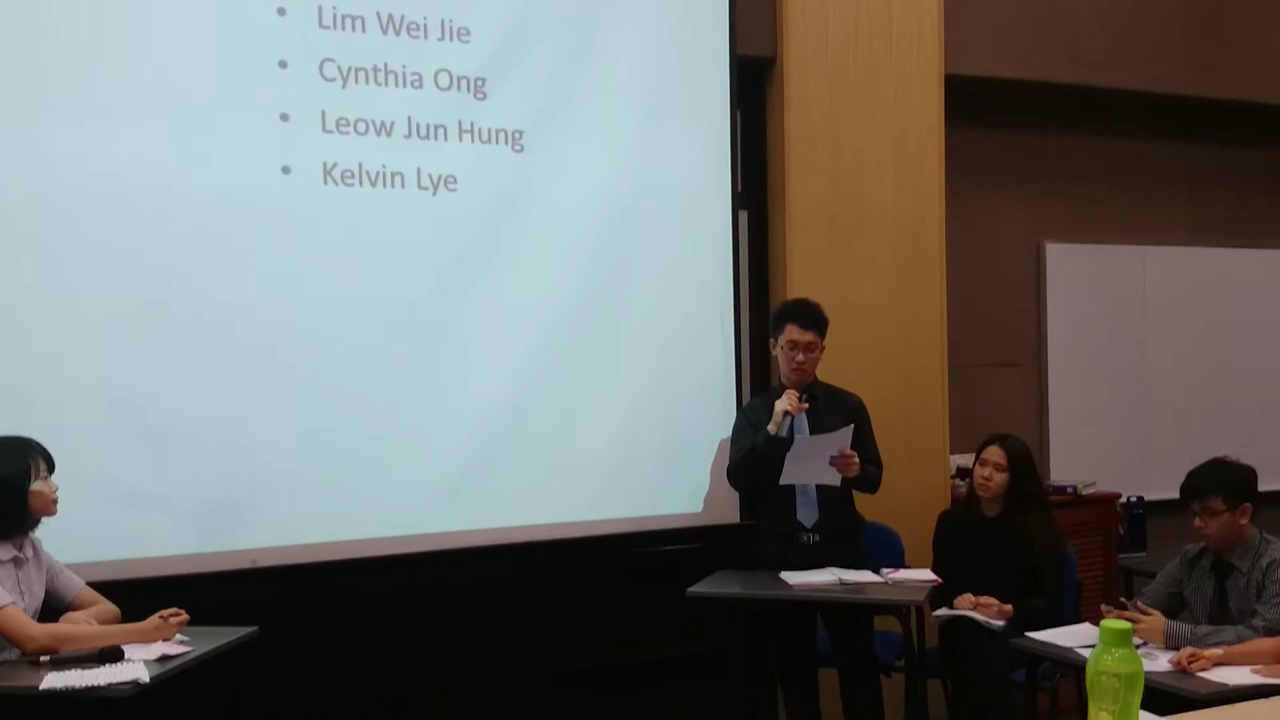 • Lim Wei Jie
• Cynthia Ong
• Leow Jun Hung
• Kelvin Lye